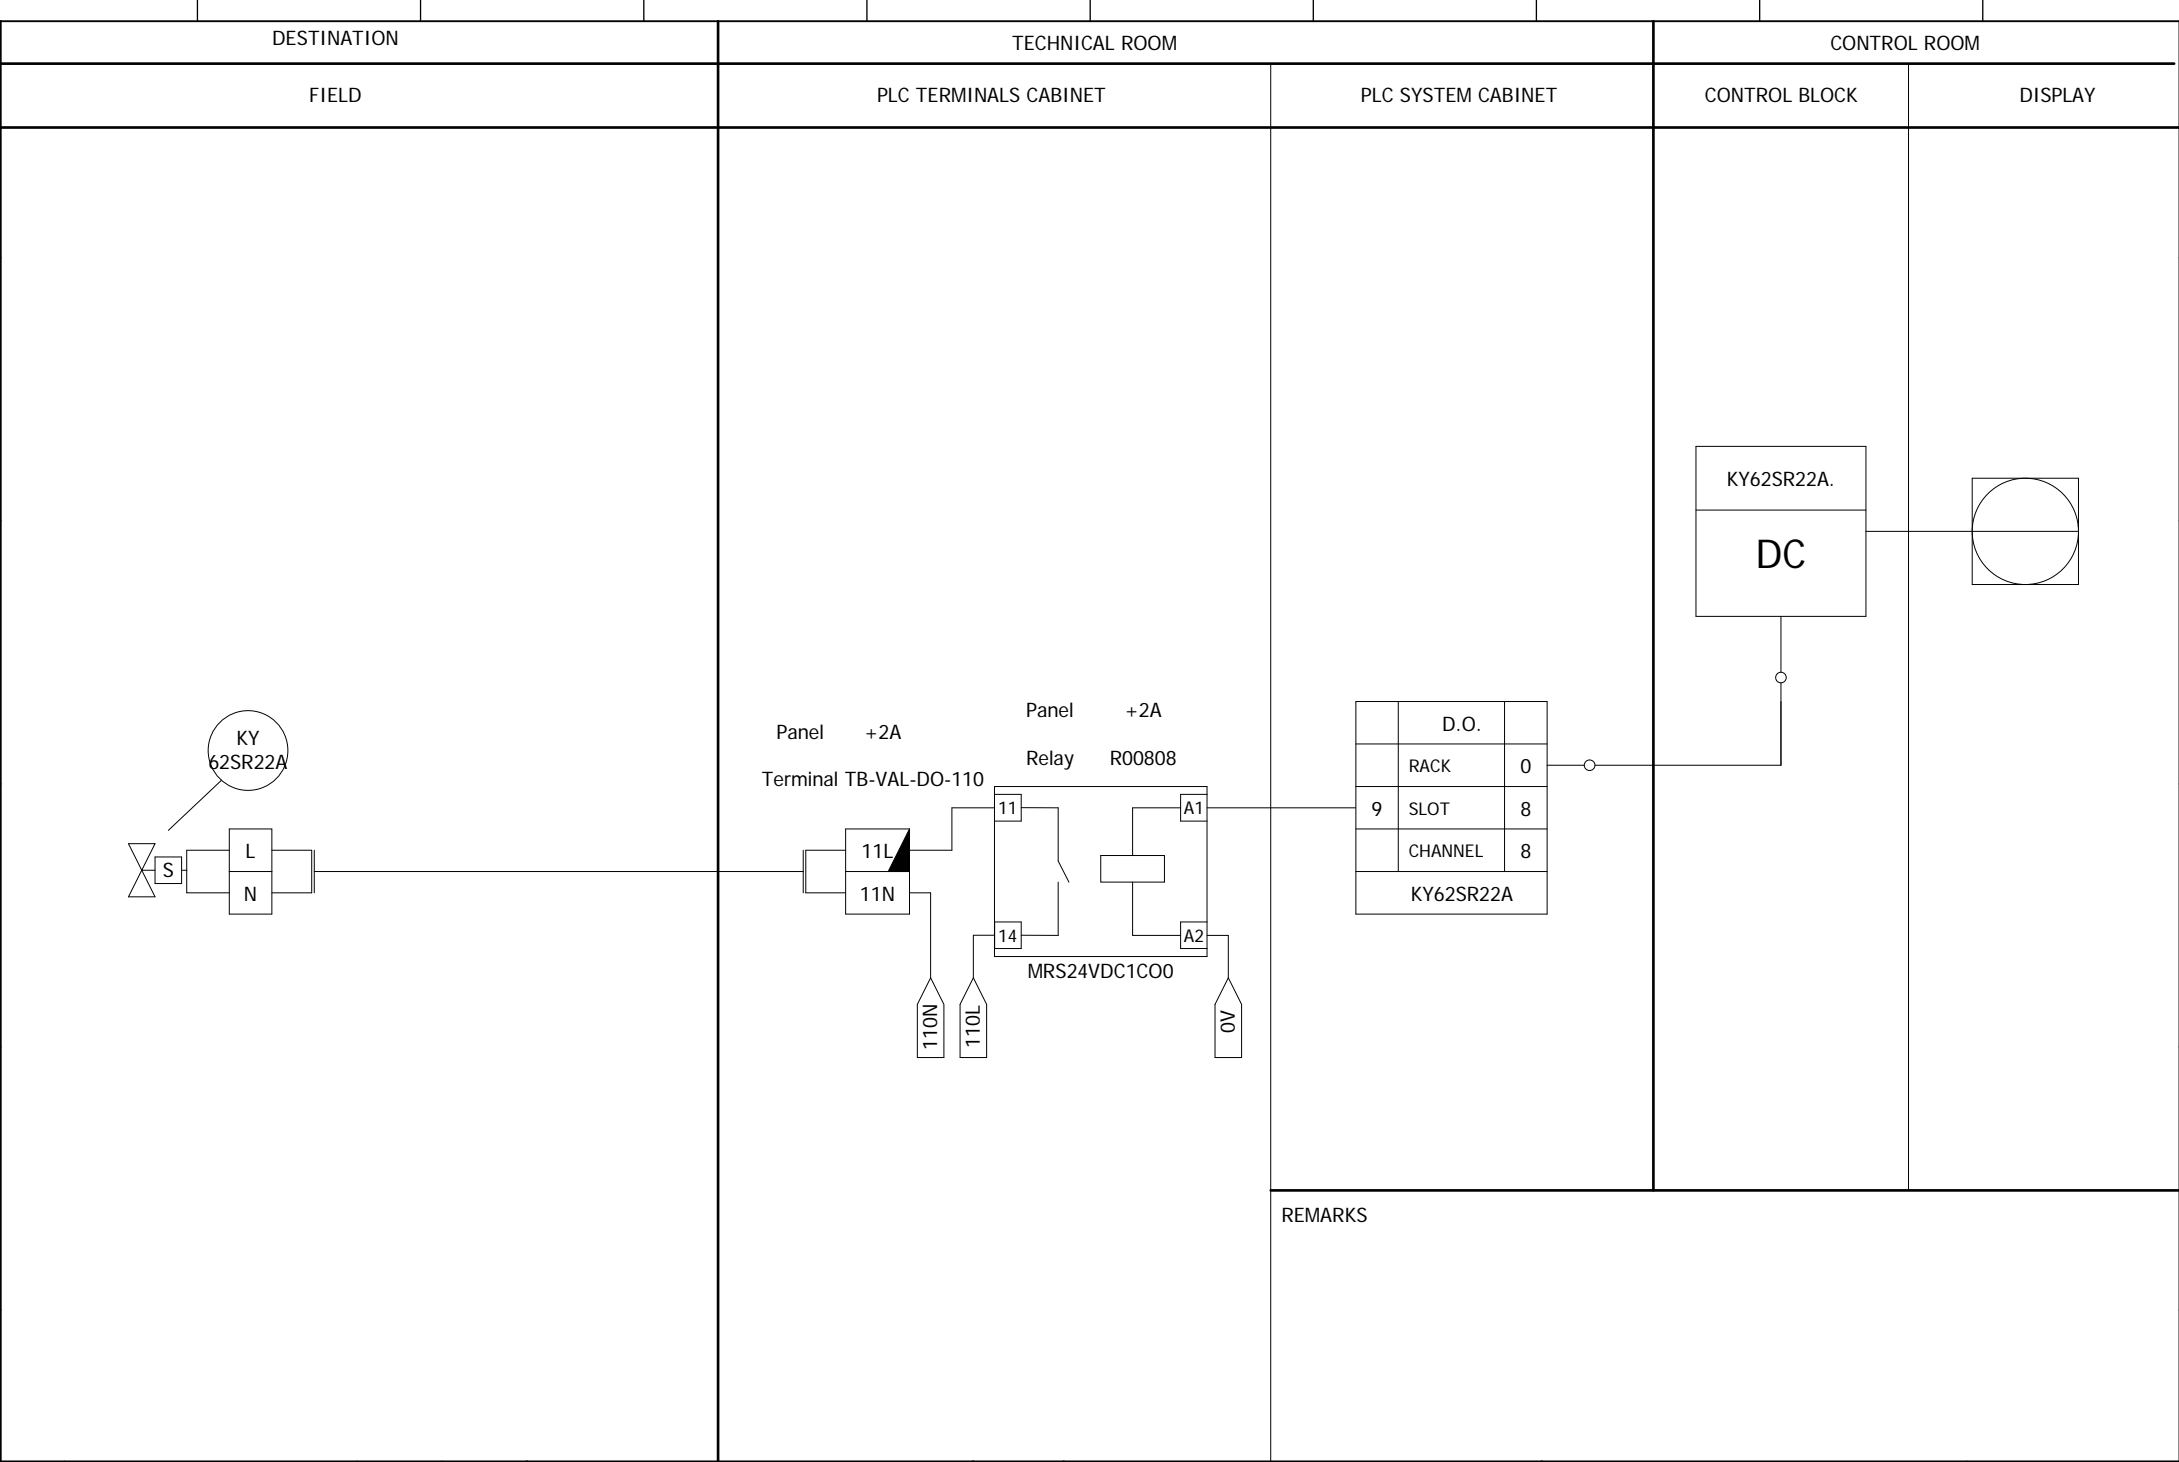 DESTINATION
TECHNICAL ROOM
CONTROL ROOM
FIELD
PLC TERMINALS CABINET
PLC SYSTEM CABINET
CONTROL BLOCK
DISPLAY
KY
62SR22A
S
L
N
Panel +2A
Terminal TB-VAL-DO-110
11L
11N
Panel +2A
Relay R00808
11
A1
14
A2
MRS24VDC1CO0
110N
110L
0V
D.O.
RACK 0
9 SLOT 8
CHANNEL 8
KY62SR22A
KY62SR22A.
DC
REMARKS